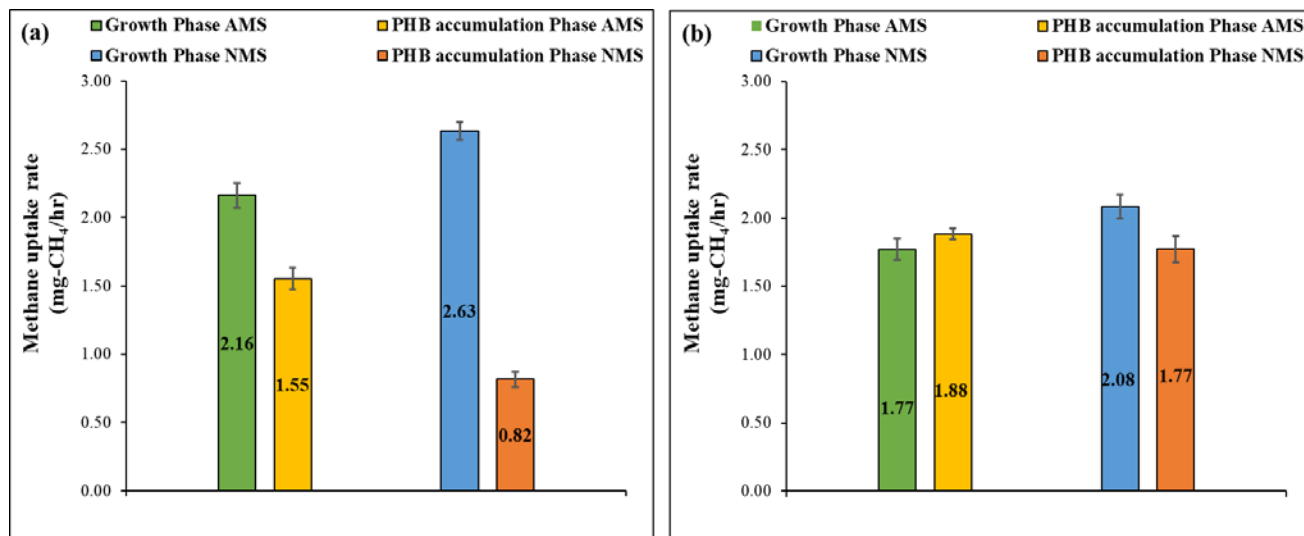 (a)
Growth Phase AMS
PHB accumulation Phase AMS
Growth Phase NMS
PHB accumulation Phase NMS
Methane uptake rate
(mg-CH₄/hr)
3.00
2.50
2.00
1.50
1.00
0.50
0.00
2.16
1.55
2.63
0.82
(b)
Growth Phase AMS
PHB accumulation Phase AMS
Growth Phase NMS
PHB accumulation Phase NMS
Methane uptake rate
(mg-CH₄/hr)
3.00
2.50
2.00
1.50
1.00
0.50
0.00
1.77
1.88
2.08
1.77